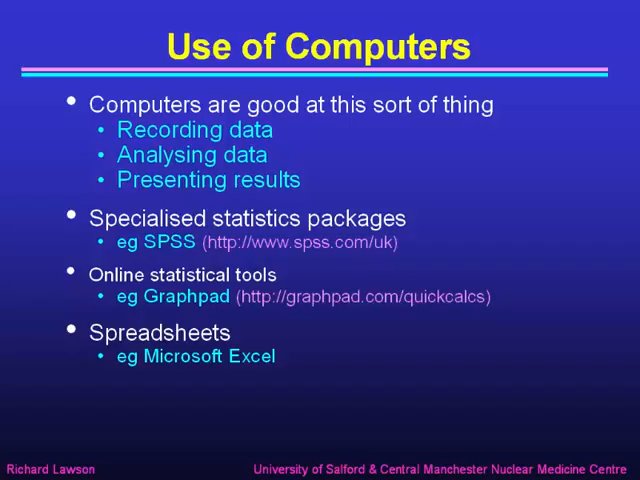 Use of Computers
• Computers are good at this sort of thing
• Recording data
• Analysing data
• Presenting results
• Specialised statistics packages
• eg SPSS (http://www.spss.com/uk)
• Online statistical tools
• eg Graphpad (http://graphpad.com/quickcalcs)
• Spreadsheets
• eg Microsoft Excel
Richard Lawson University of Salford & Central Manchester Nuclear Medicine Centre